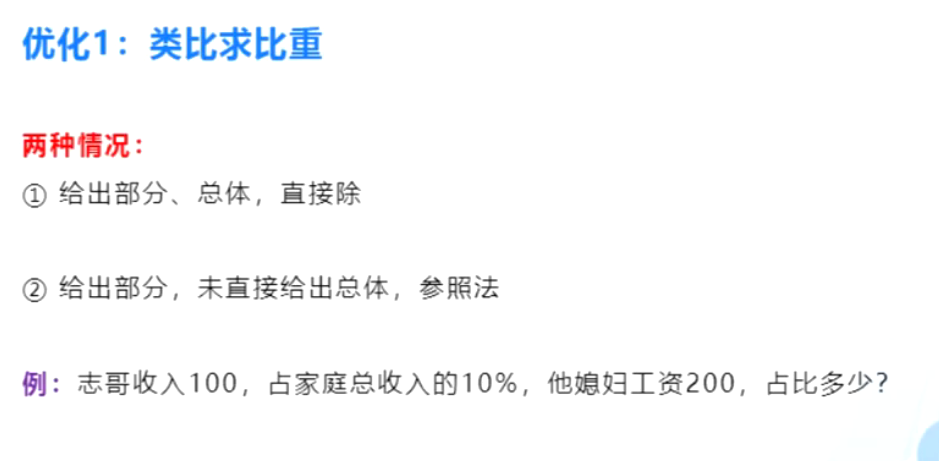 优化1：类比求比重
两种情况：
① 给出部分、总体，直接除
② 给出部分，未直接给出总体，参照法
例：志哥收入100，占家庭总收入的10%，他媳妇工资200，占比多少？